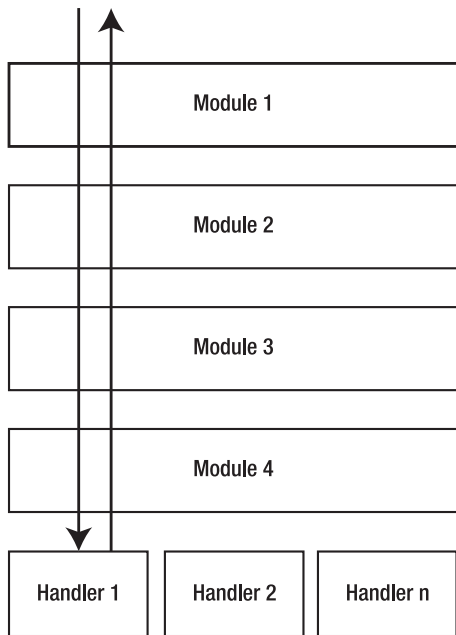 Module 1
Module 2
Module 3
Module 4
Handler 1
Handler 2
Handler n